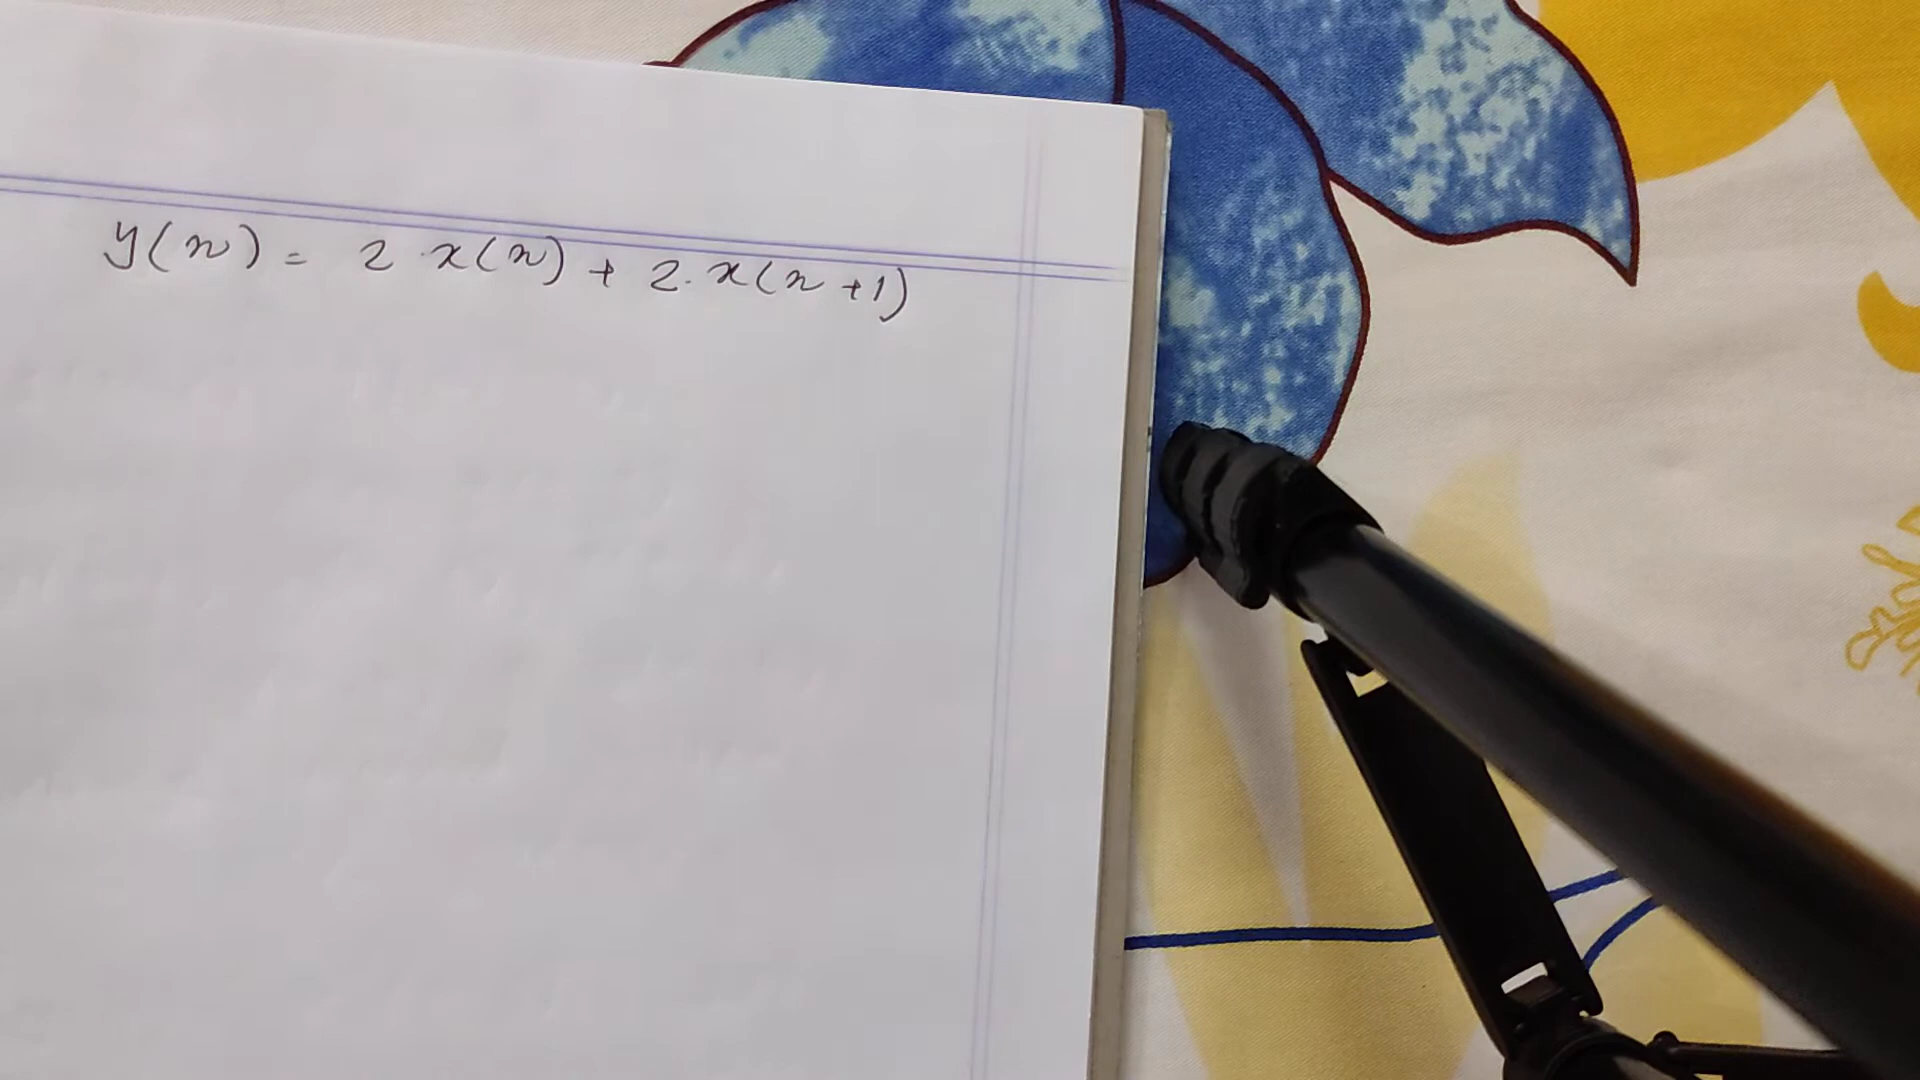 y(n) = 2 · x(n) + 2 · x(n+1)